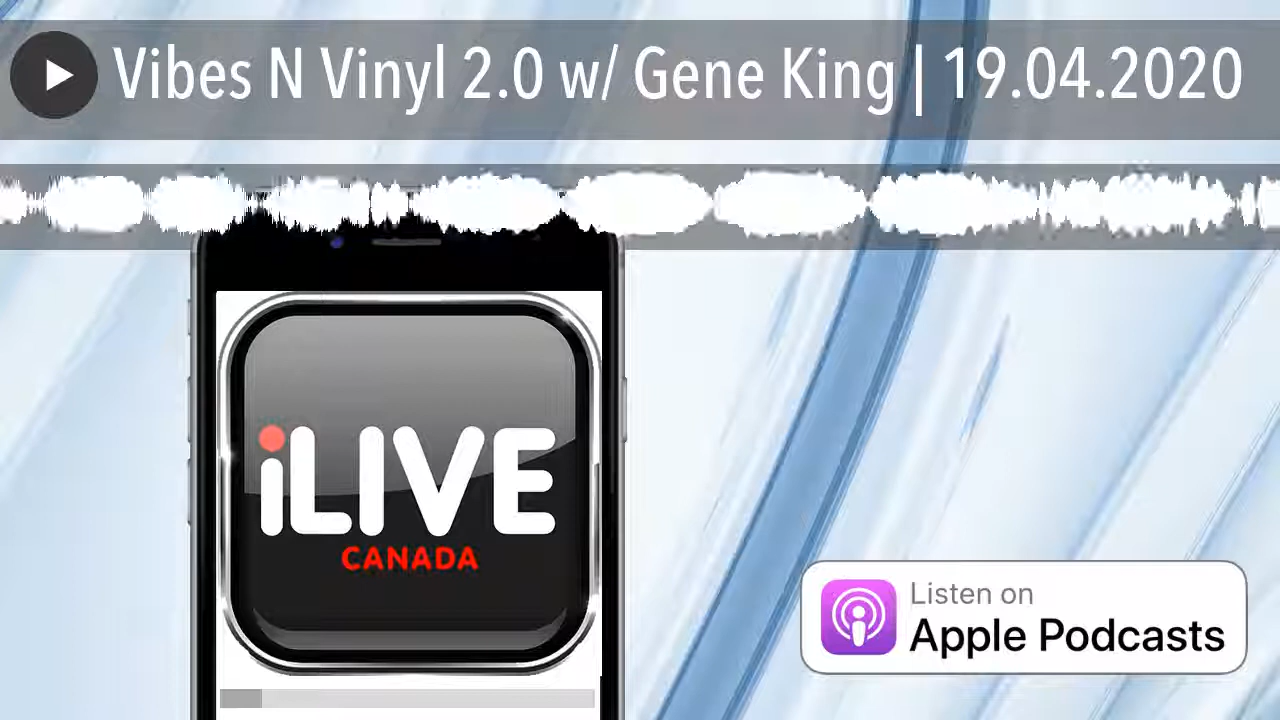 Vibes N Vinyl 2.0 w/ Gene King | 19.04.2020
iLIVE
CANADA
Listen on
Apple Podcasts